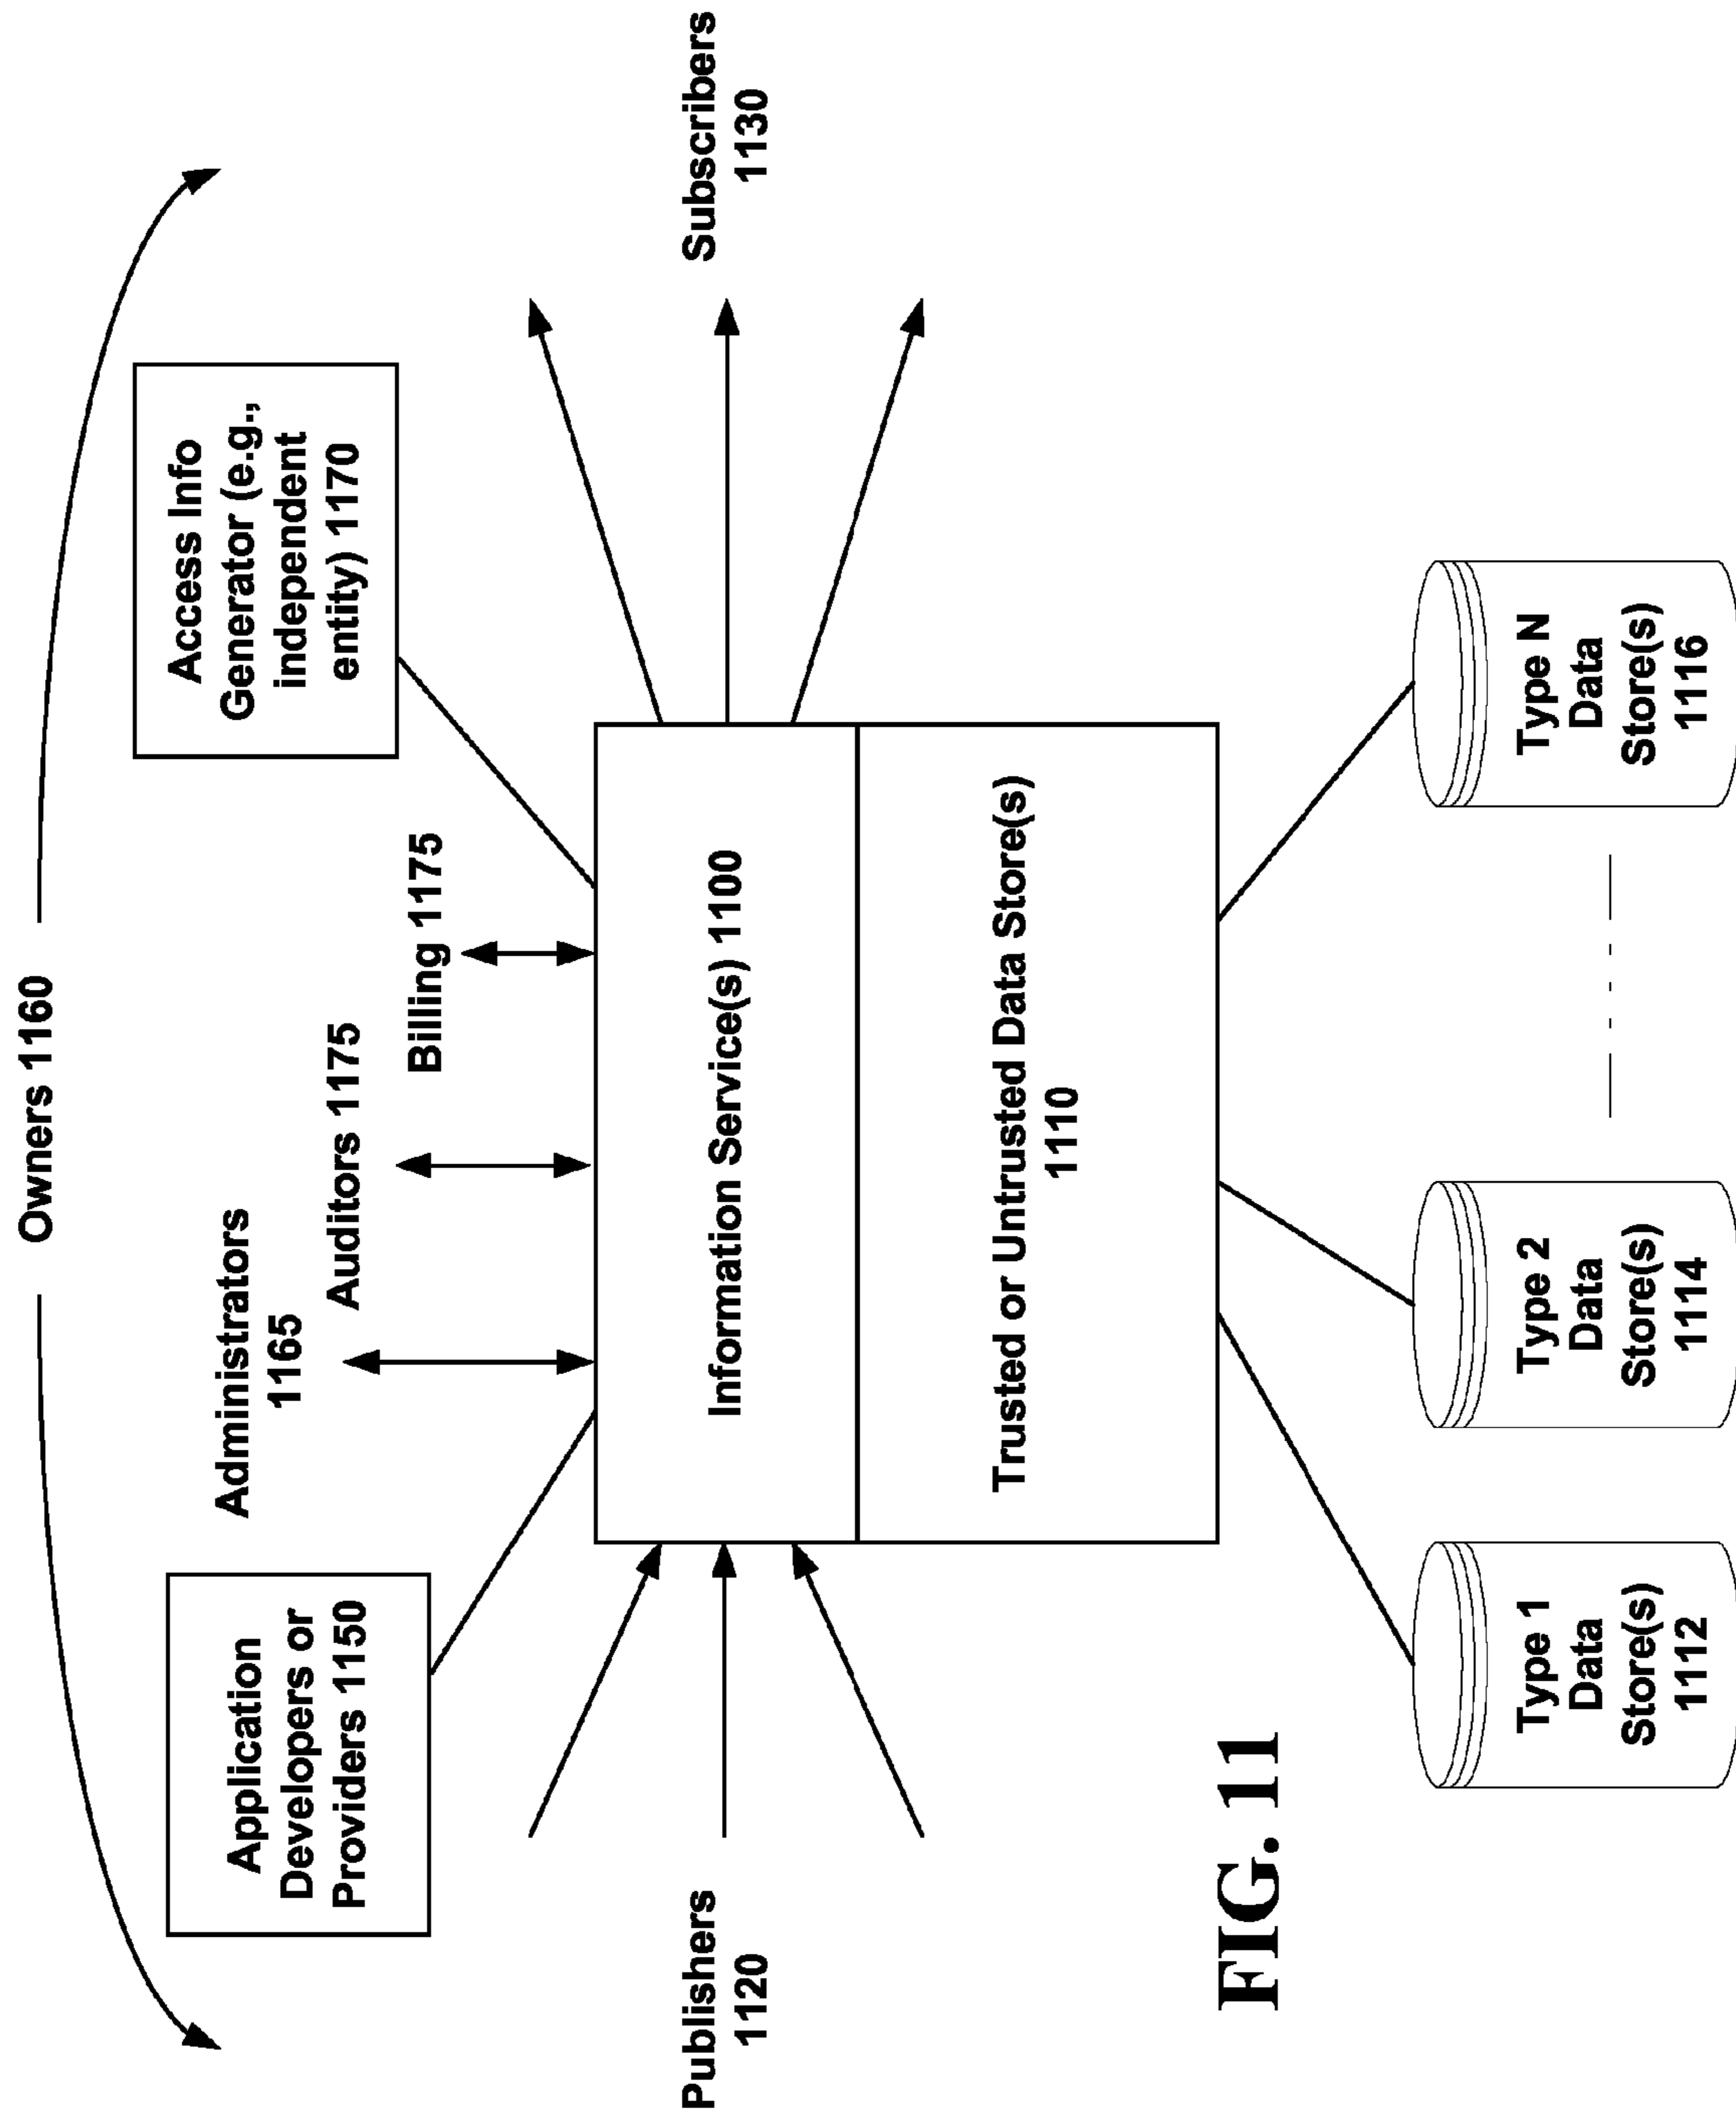 Owners 1160
Administrators
1165
Auditors 1175
Billing 1175
Application
Developers or
Providers 1150
Access Info
Generator (e.g.,
independent
entity) 1170
Publishers
1120
Information Service(s) 1100
Subscribers
1130
Trusted or Untrusted Data Store(s)
1110
FIG. 11
Type 1
Data
Store(s)
1112
Type 2
Data
Store(s)
1114
Type N
Data
Store(s)
1116